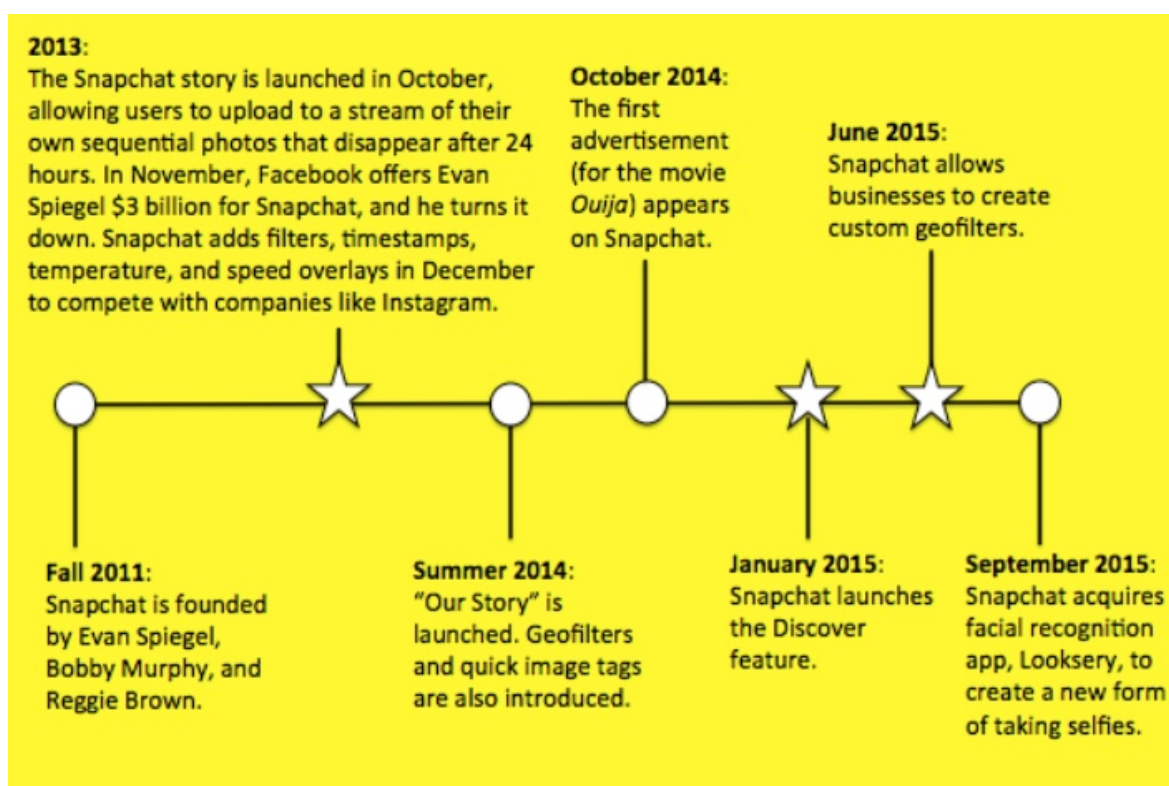 2013:
The Snapchat story is launched in October,
allowing users to upload to a stream of their
own sequential photos that disappear after 24
hours. In November, Facebook offers Evan
Spiegel $3 billion for Snapchat, and he turns it
down. Snapchat adds filters, timestamps,
temperature, and speed overlays in December
to compete with companies like Instagram.
October 2014:
The first
advertisement
(for the movie
Ouija) appears
on Snapchat.
June 2015:
Snapchat allows
businesses to create
custom geofilters.
Fall 2011:
Snapchat is founded
by Evan Spiegel,
Bobby Murphy, and
Reggie Brown.
Summer 2014:
“Our Story” is
launched. Geofilters
and quick image tags
are also introduced.
January 2015:
Snapchat launches
the Discover
feature.
September 2015:
Snapchat acquires
facial recognition
app, Looksery, to
create a new form
of taking selfies.